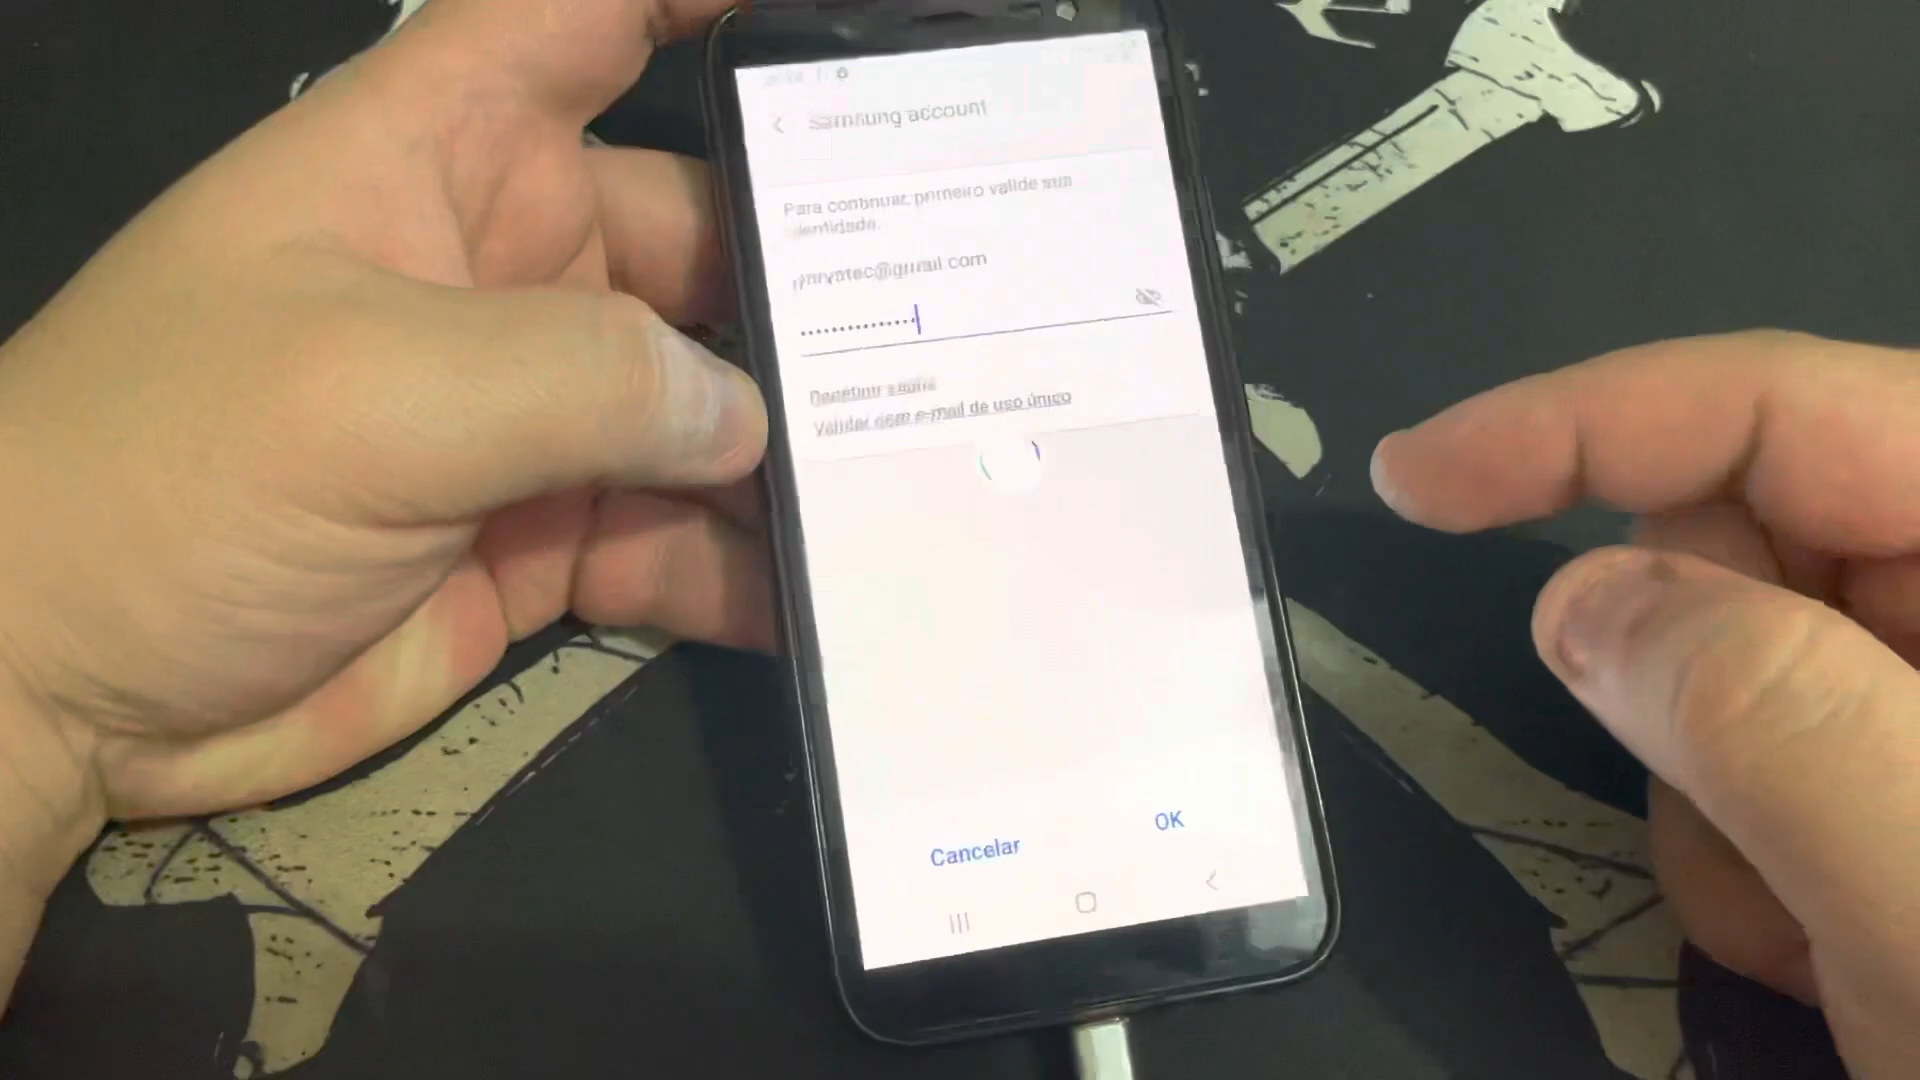 Samsung account
Para continuar, primeiro valide sua
identidade.
@gmail.com
Redefinir senha
Validar com e-mail de uso único
Cancelar
OK